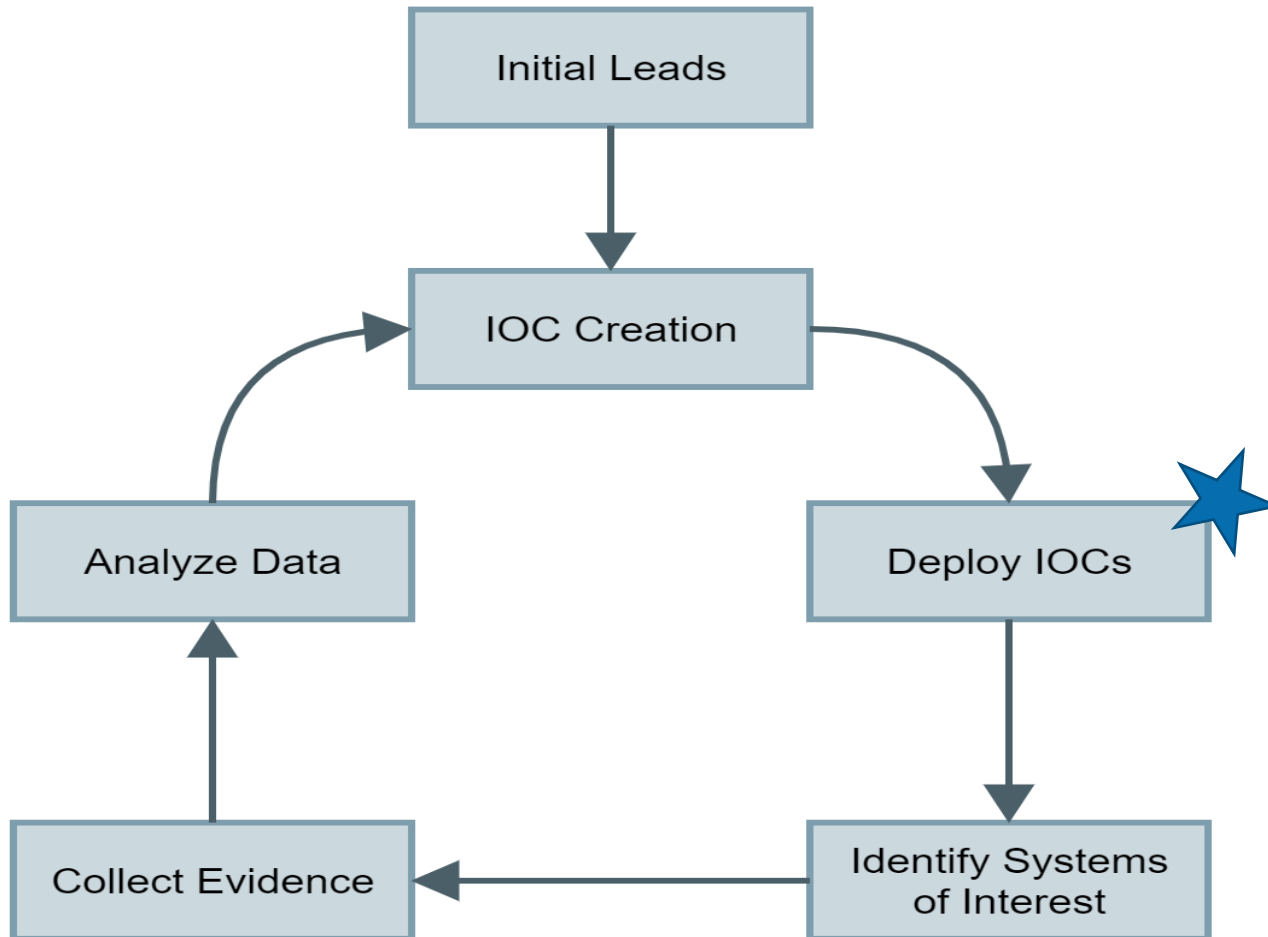 Initial Leads
IOC Creation
Analyze Data
Deploy IOCs
Collect Evidence
Identify Systems
of Interest